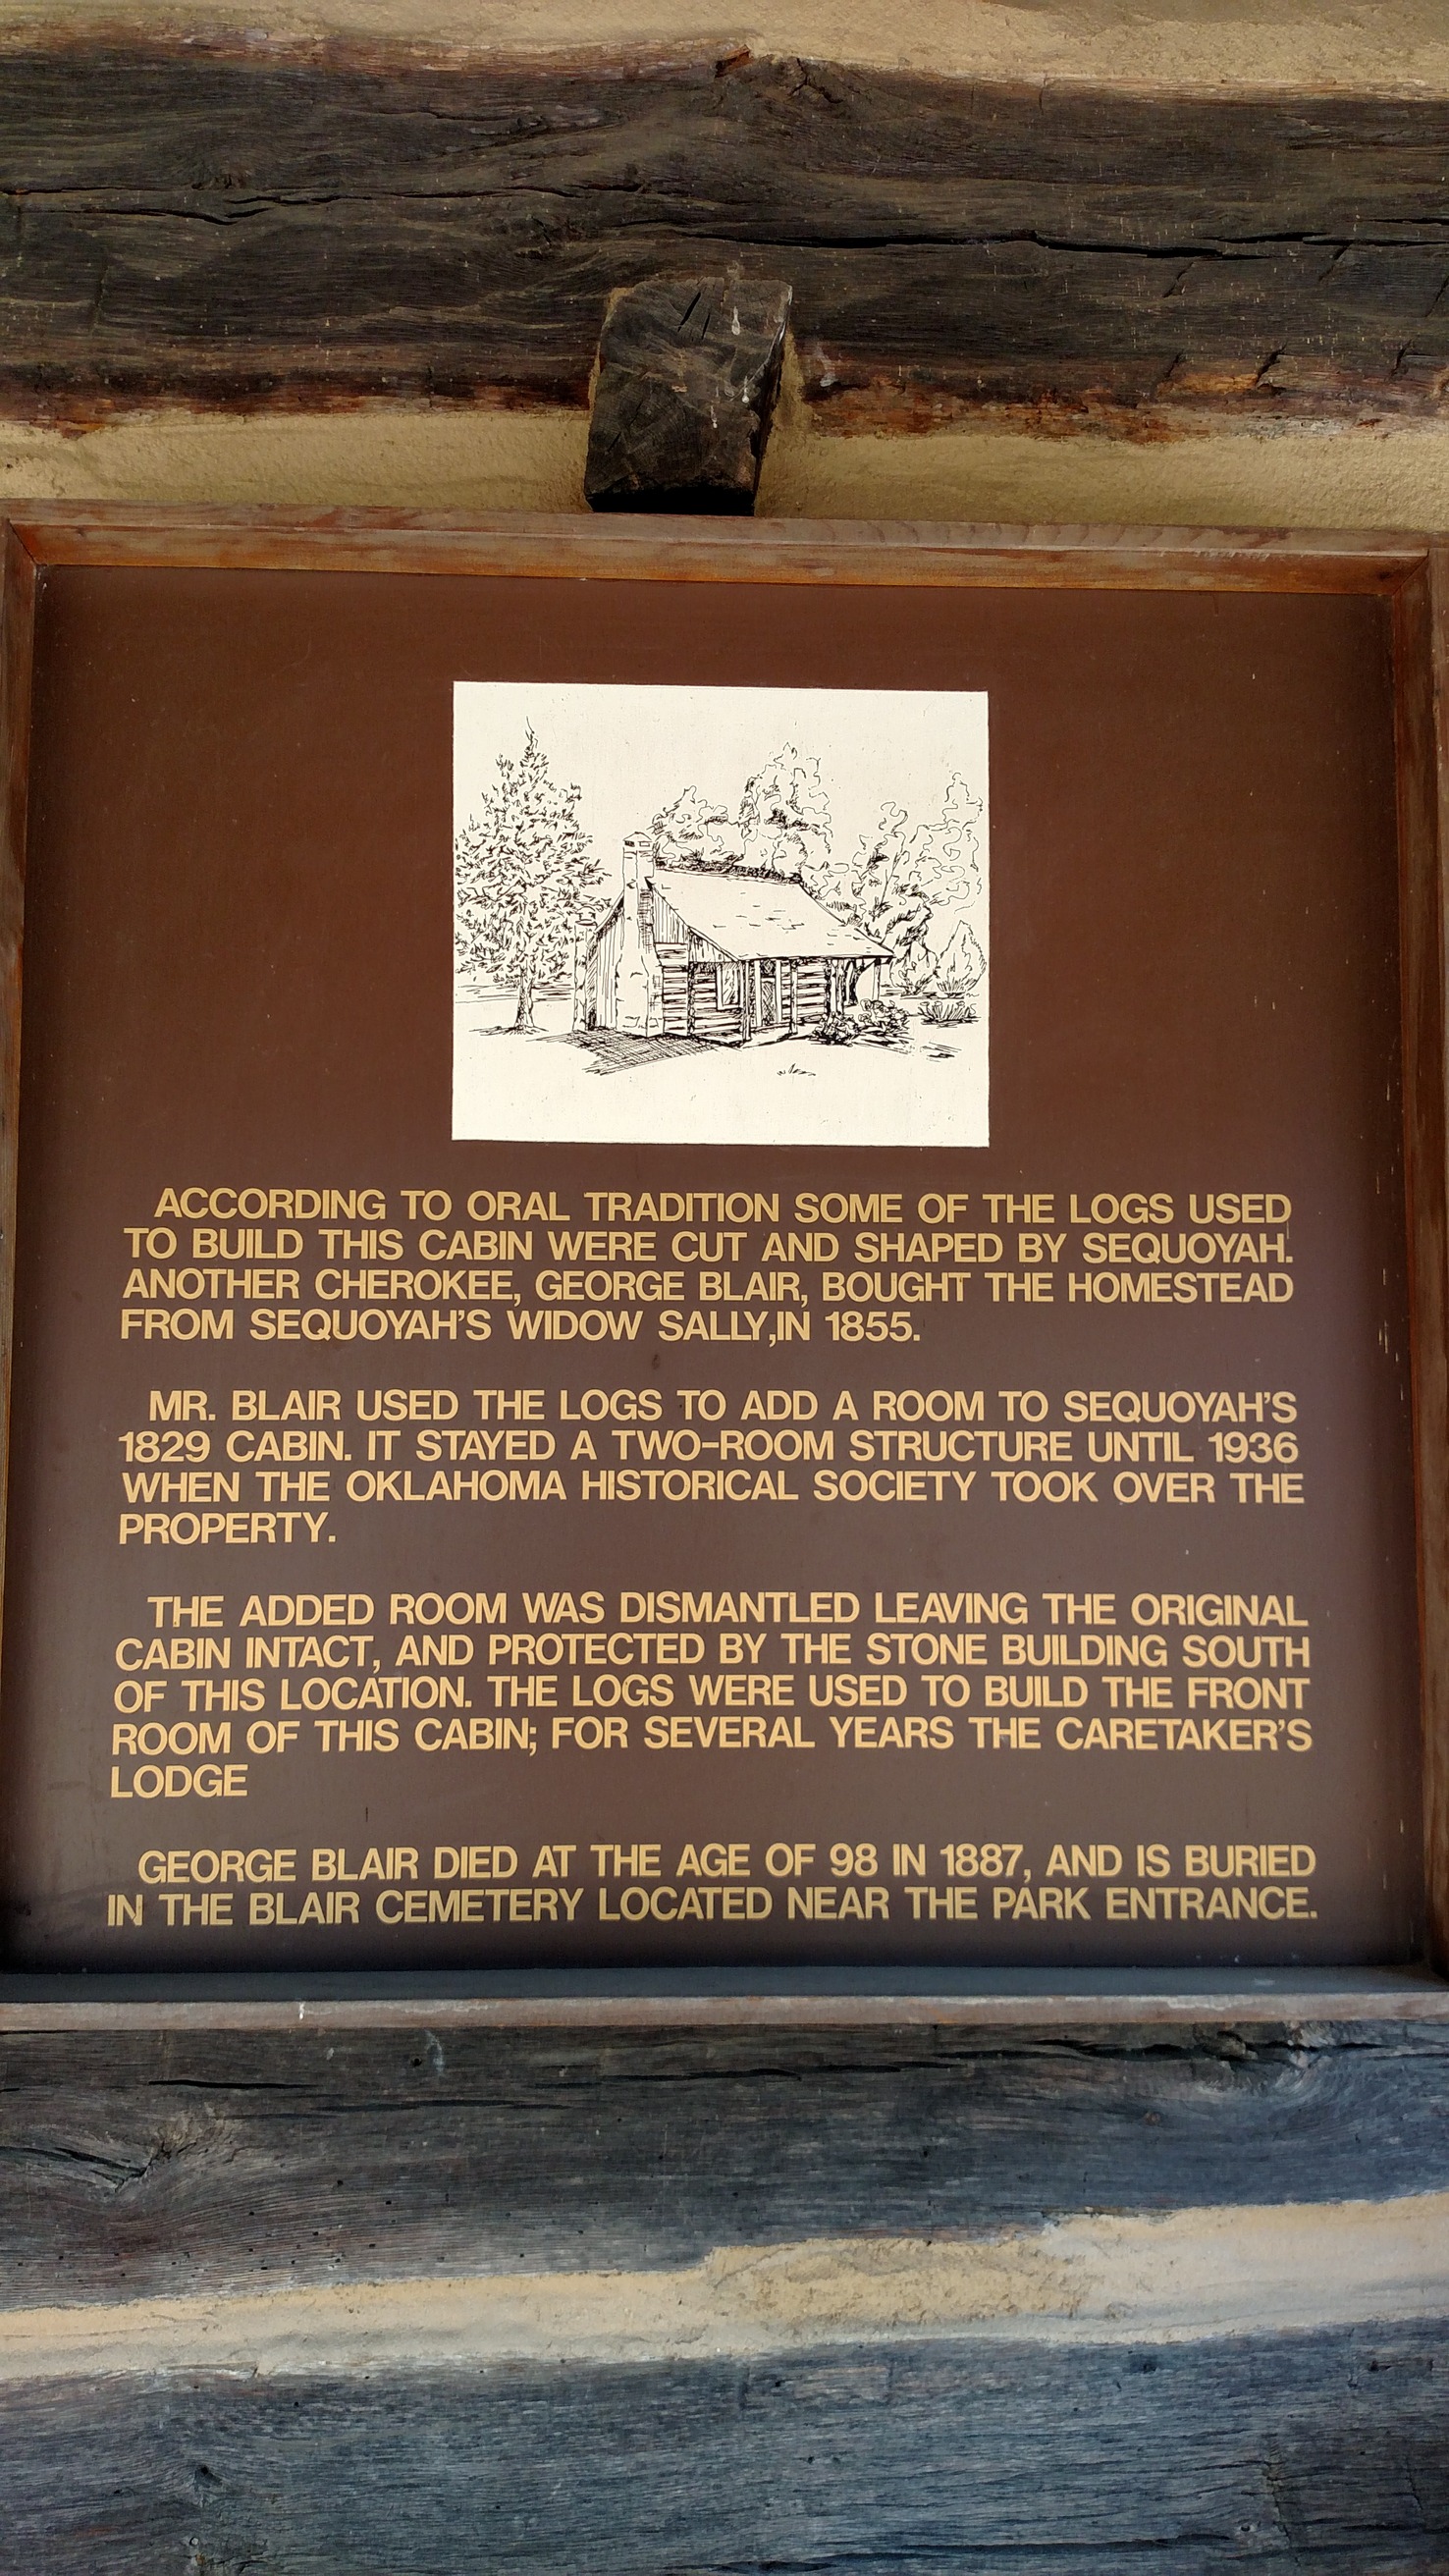 ACCORDING TO ORAL TRADITION SOME OF THE LOGS USED
TO BUILD THIS CABIN WERE CUT AND SHAPED BY SEQUOYAH.
ANOTHER CHEROKEE, GEORGE BLAIR, BOUGHT THE HOMESTEAD
FROM SEQUOYAH'S WIDOW SALLY,IN 1855.
MR. BLAIR USED THE LOGS TO ADD A ROOM TO SEQUOYAH'S
1829 CABIN. IT STAYED A TWO-ROOM STRUCTURE UNTIL 1936
WHEN THE OKLAHOMA HISTORICAL SOCIETY TOOK OVER THE
PROPERTY.
THE ADDED ROOM WAS DISMANTLED LEAVING THE ORIGINAL
CABIN INTACT, AND PROTECTED BY THE STONE BUILDING SOUTH
OF THIS LOCATION. THE LOGS WERE USED TO BUILD THE FRONT
ROOM OF THIS CABIN; FOR SEVERAL YEARS THE CARETAKER'S
LODGE
GEORGE BLAIR DIED AT THE AGE OF 98 IN 1887, AND IS BURIED
IN THE BLAIR CEMETERY LOCATED NEAR THE PARK ENTRANCE.